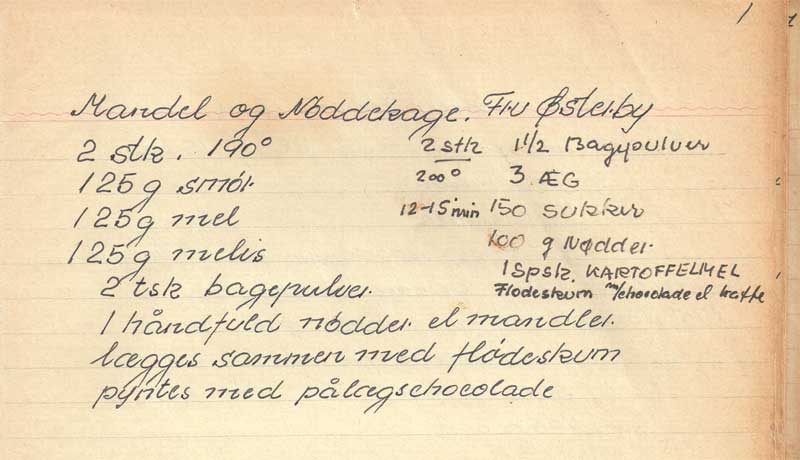 1
Mandel og Nøddekage. Fru Østerby
2 stk. 190°
125 g smør
125 g mel
125 g melis
2 tsk bagepulver
1 håndfuld nødder el mandler
lægges sammen med flødeskum
pyntes med pålægschocolade
2 stk 1 1/2 Bagepulver
200° 3 ÆG
12-15 min 150 sukker
100 g Nødder
1 Spsk. KARTOFFELMEL
Flødeskum m/chocolade el kaffe